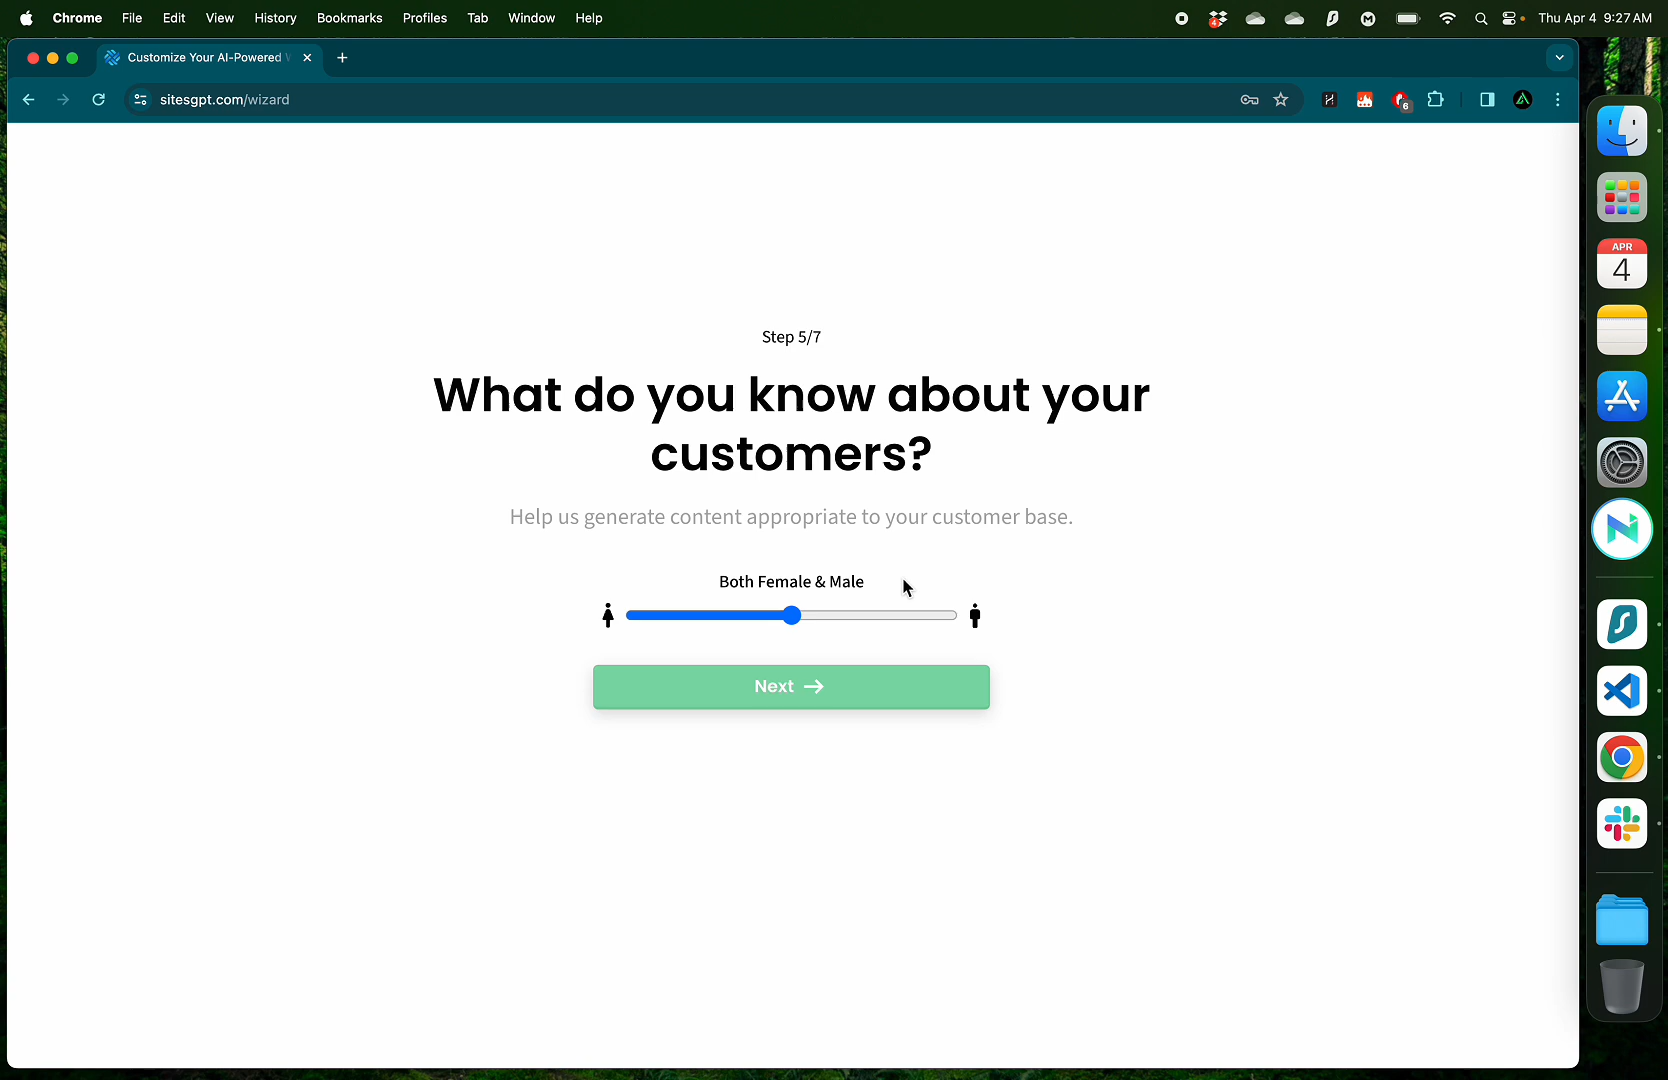 Chrome File Edit View History Bookmarks Profiles Tab Window Help
4
Thu Apr 4 9:27 AM
Customize Your AI-Powered
sitesgpt.com/wizard
6
APR
4
Step 5/7
What do you know about your
customers?
Help us generate content appropriate to your customer base.
Both Female & Male
Next →